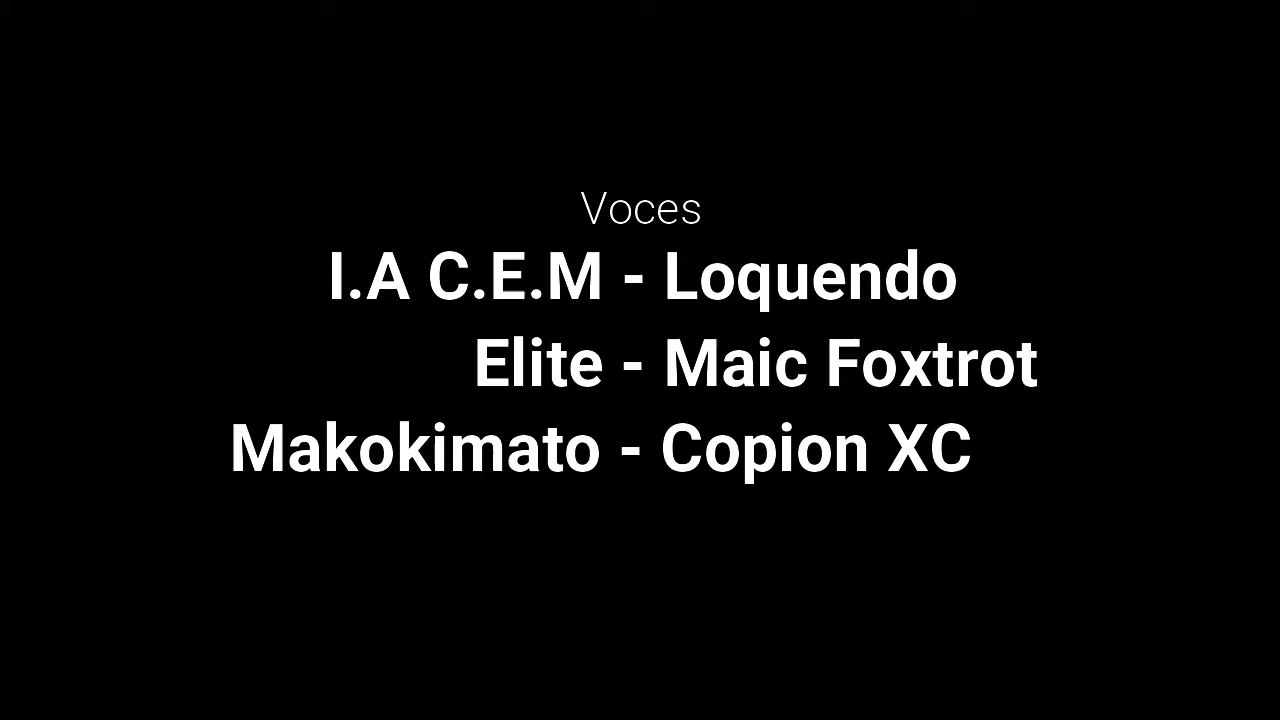 Voces
I.A C.E.M - Loquendo
Elite - Maic Foxtrot
Makokimato - Copion XC